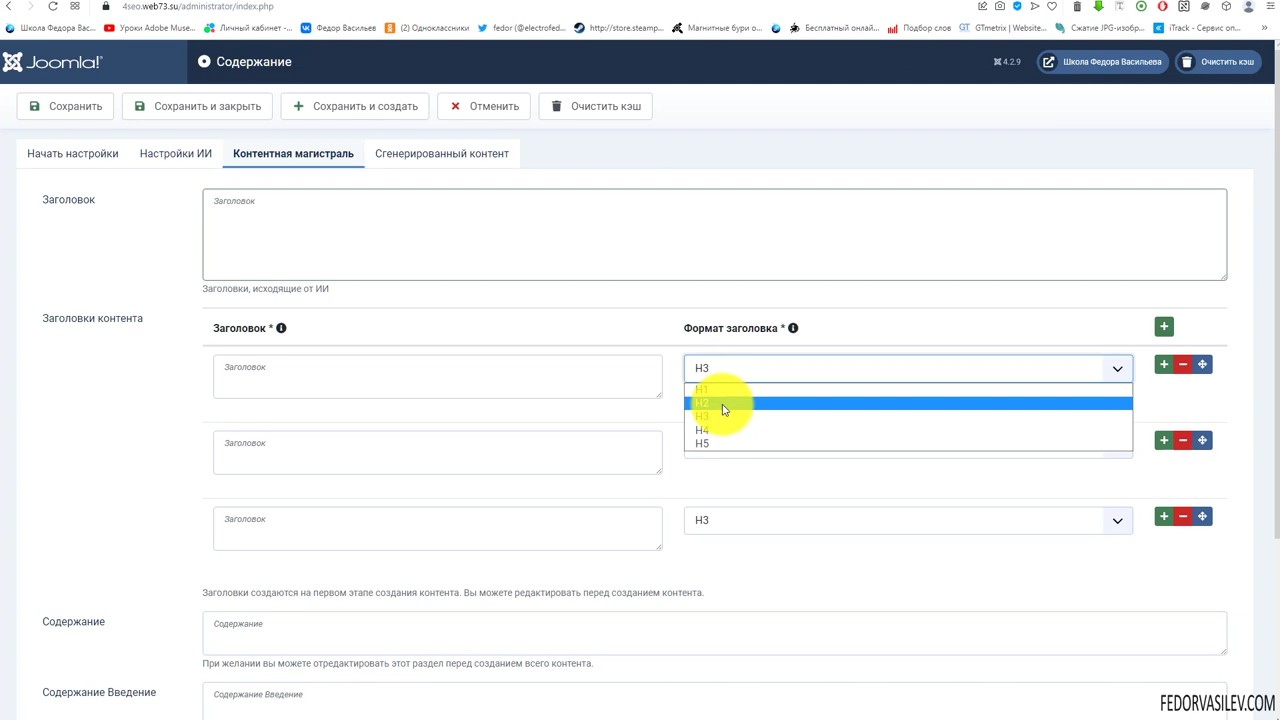 4seo.web73.su/administrator/index.php
Школа Федора Вас...
Уроки Adobe Muse...
Личный кабинет -...
Федор Васильев
(2) Одноклассники
fedor (@electrofed...
http://store.steamp...
Магнитные бури о...
Бесплатный онлай...
Подбор слов
GTmetrix | Website...
Сжатие JPG-изобр...
iTrack - Сервис оп...
Joomla!
Содержание
4.2.9
Школа Федора Васильева
Очистить кэш
Сохранить
Сохранить и закрыть
Сохранить и создать
Отменить
Очистить кэш
Начать настройки
Настройки ИИ
Контентная магистраль
Сгенерированный контент
Заголовок
Заголовок
Заголовки, исходящие от ИИ
Заголовки контента
Заголовок *
Формат заголовка *
Заголовок
H3
H1
H2
H3
H4
H5
Заголовок
Заголовок
H3
Заголовки создаются на первом этапе создания контента. Вы можете редактировать перед созданием контента.
Содержание
Содержание
При желании вы можете отредактировать этот раздел перед созданием всего контента.
Содержание Введение
Содержание Введение
FEDORVASILEV.COM